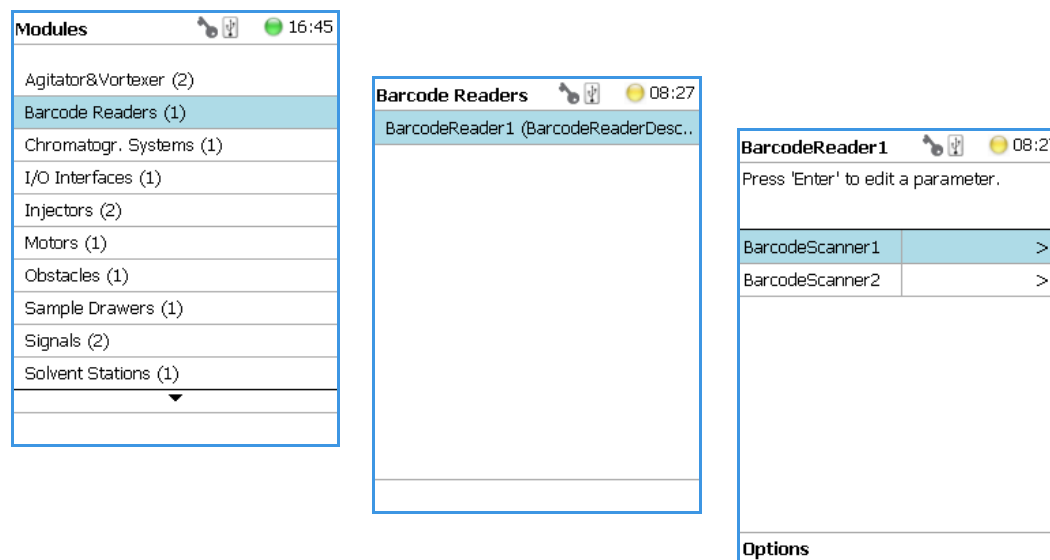 Modules 16:45
Agitator&Vortexer (2)
Barcode Readers (1)
Chromatogr. Systems (1)
I/O Interfaces (1)
Injectors (2)
Motors (1)
Obstacles (1)
Sample Drawers (1)
Signals (2)
Solvent Stations (1)
Barcode Readers 08:27
BarcodeReader1 (BarcodeReaderDesc..
BarcodeReader1 08:27
Press 'Enter' to edit a parameter.
BarcodeScanner1 >
BarcodeScanner2 >
Options